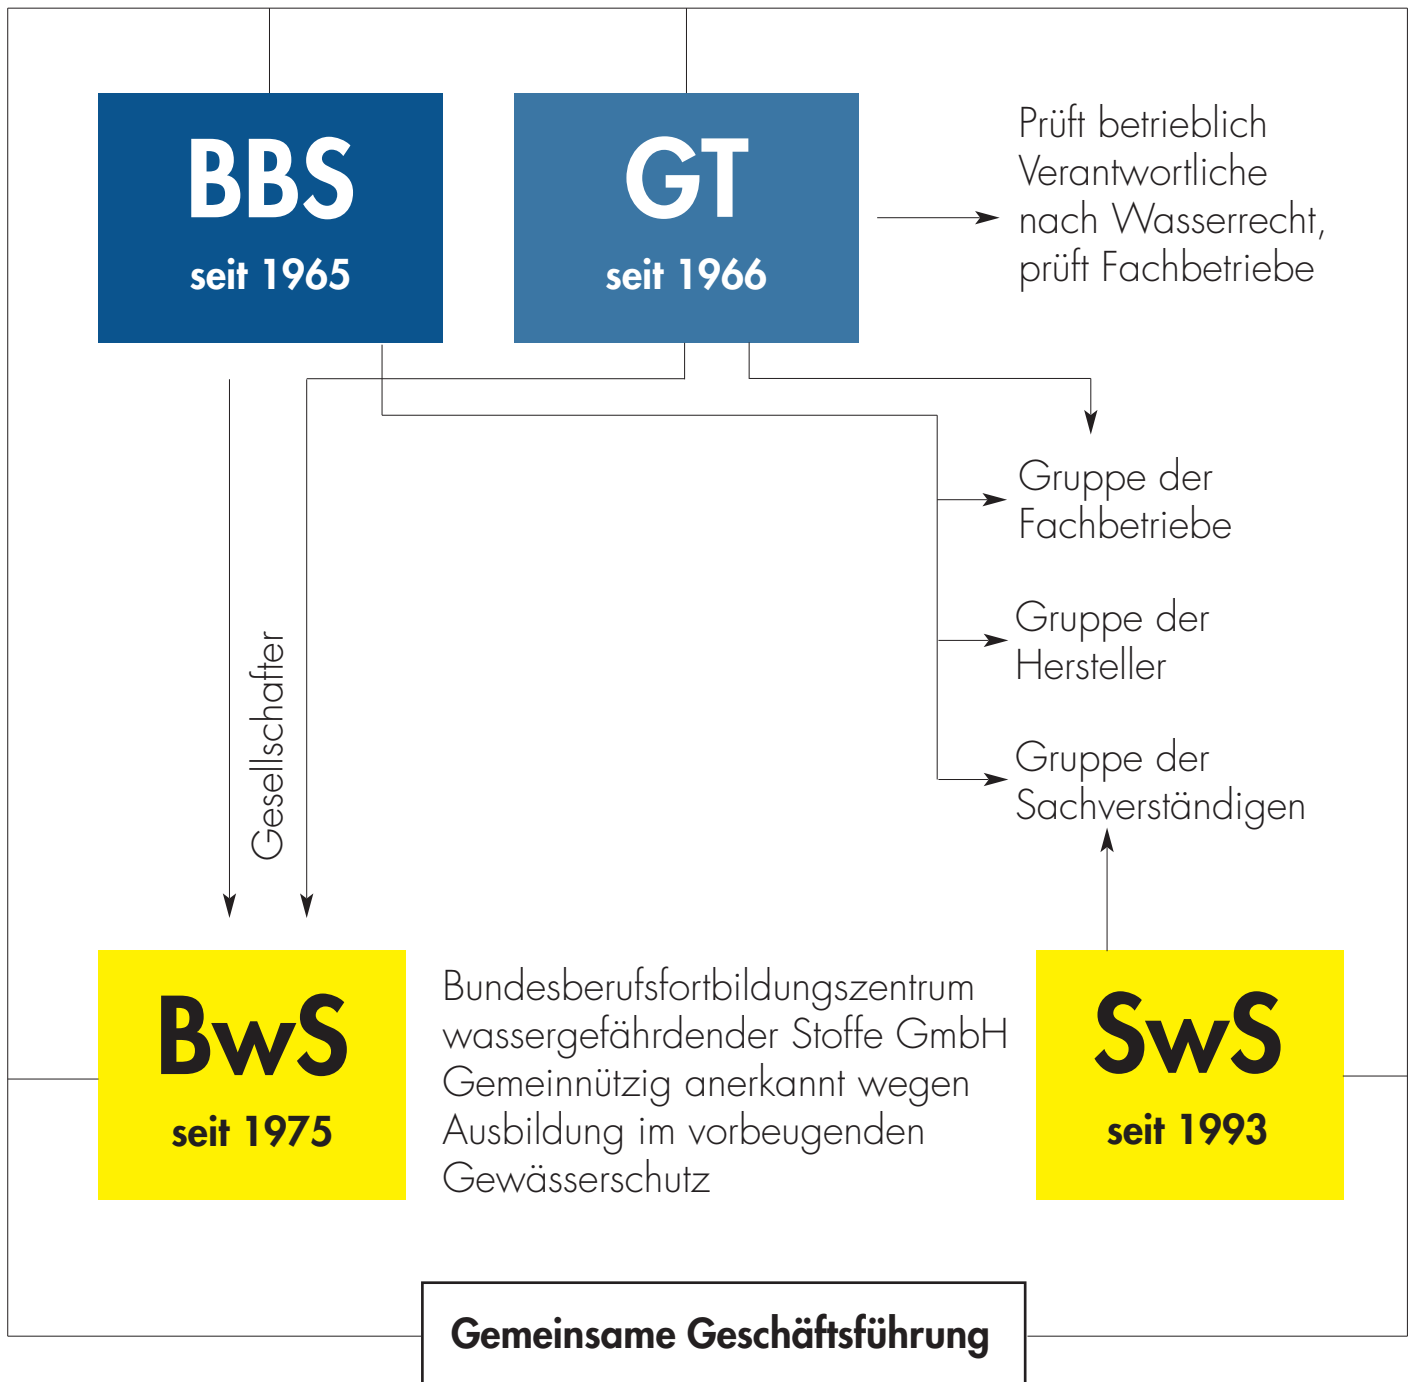 BBS
seit 1965
GT
seit 1966
Prüft betrieblich
Verantwortliche
nach Wasserrecht,
prüft Fachbetriebe
Gruppe der
Fachbetriebe
Gruppe der
Hersteller
Gruppe der
Sachverständigen
Gesellschafter
BwS
seit 1975
Bundesberufsfortbildungszentrum
wassergefährdender Stoffe GmbH
Gemeinnützig anerkannt wegen
Ausbildung im vorbeugenden
Gewässerschutz
SwS
seit 1993
Gemeinsame Geschäftsführung